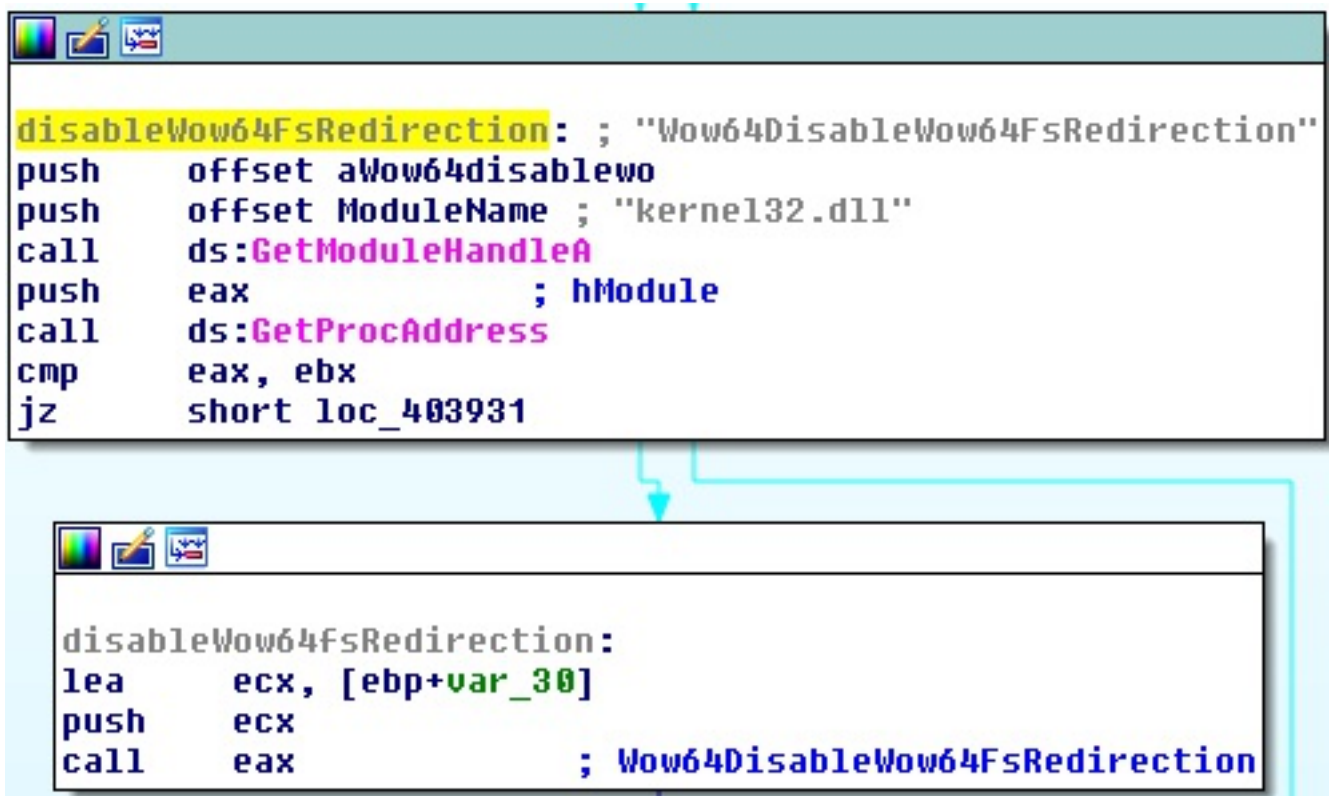 disableWow64FsRedirection: ; "Wow64DisableWow64FsRedirection"
push offset aWow64disablewo
push offset ModuleName ; "kernel32.dll"
call ds:GetModuleHandleA
push eax ; hModule
call ds:GetProcAddress
cmp eax, ebx
jz short loc_403931
disableWow64fsRedirection:
lea ecx, [ebp+var_30]
push ecx
call eax ; Wow64DisableWow64FsRedirection